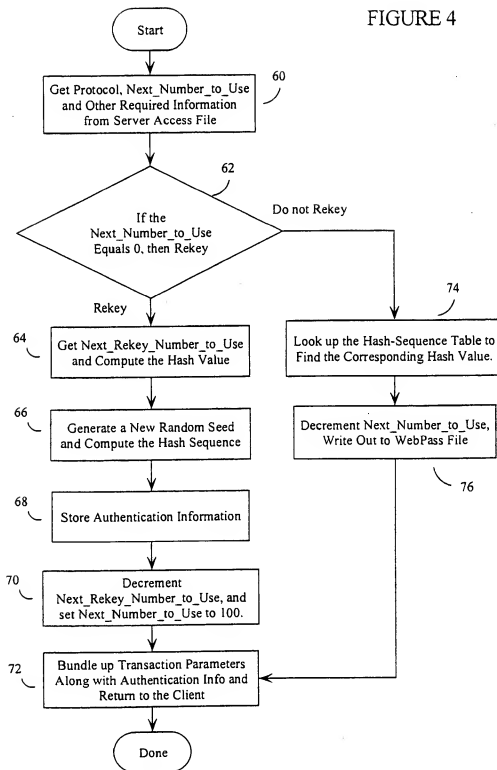 FIGURE 4
Start
Get Protocol, Next_Number_to_Use
and Other Required Information
from Server Access File
60
62
If the
Next_Number_to_Use
Equals 0, then Rekey
Do not Rekey
Rekey
64
Get Next_Rekey_Number_to_Use
and Compute the Hash Value
66
Generate a New Random Seed
and Compute the Hash Sequence
68
Store Authentication Information
70
Decrement
Next_Rekey_Number_to_Use, and
set Next_Number_to_Use to 100.
72
Bundle up Transaction Parameters
Along with Authentication Info and
Return to the Client
Done
74
Look up the Hash-Sequence Table to
Find the Corresponding Hash Value.
Decrement Next_Number_to_Use,
Write Out to WebPass File
76